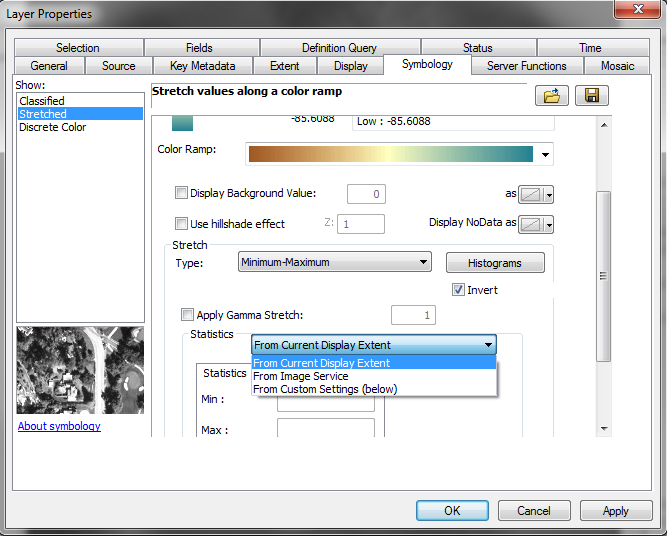 Layer Properties
Selection Fields Definition Query Status Time
General Source Key Metadata Extent Display Symbology Server Functions Mosaic
Show:
Classified
Stretched
Discrete Color
About symbology
Stretch values along a color ramp
-85.6088 Low : -85.6088
Color Ramp:
Display Background Value: 0 as
Use hillshade effect Z: 1 Display NoData as
Stretch
Type: Minimum-Maximum Histograms
Invert
Apply Gamma Stretch: 1
Statistics From Current Display Extent
From Current Display Extent
From Image Service
From Custom Settings (below)
Statistics
Min :
Max :
OK Cancel Apply